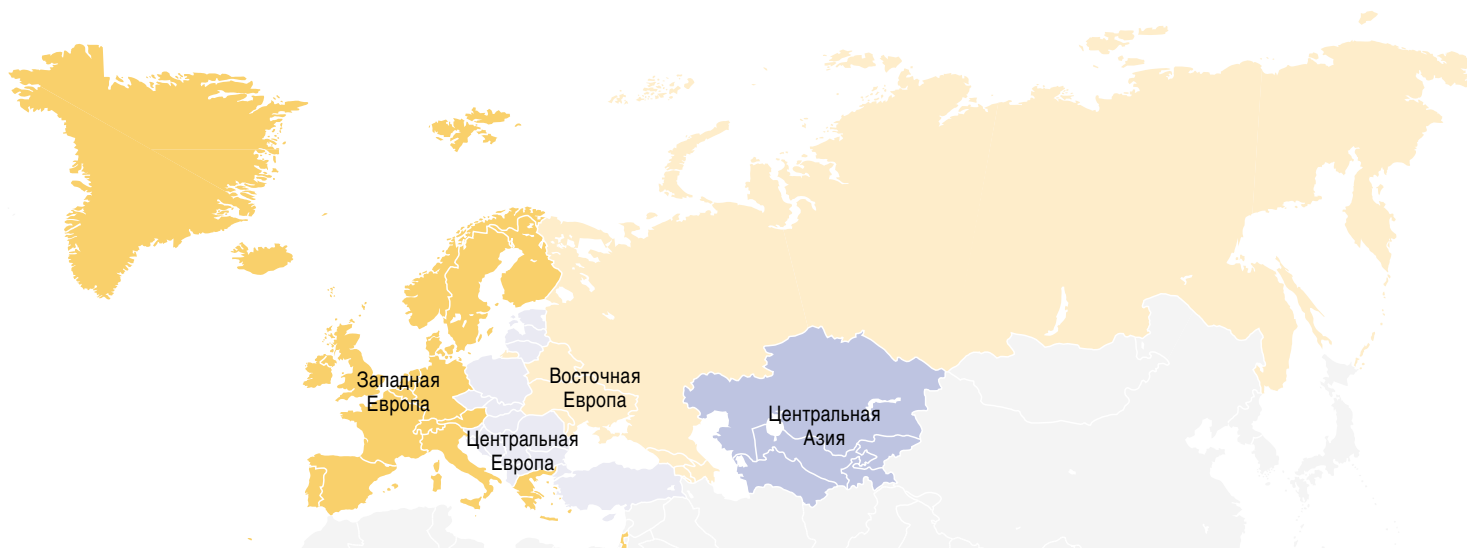 Западная
Европа
Восточная
Европа
Центральная
Европа
Центральная
Азия